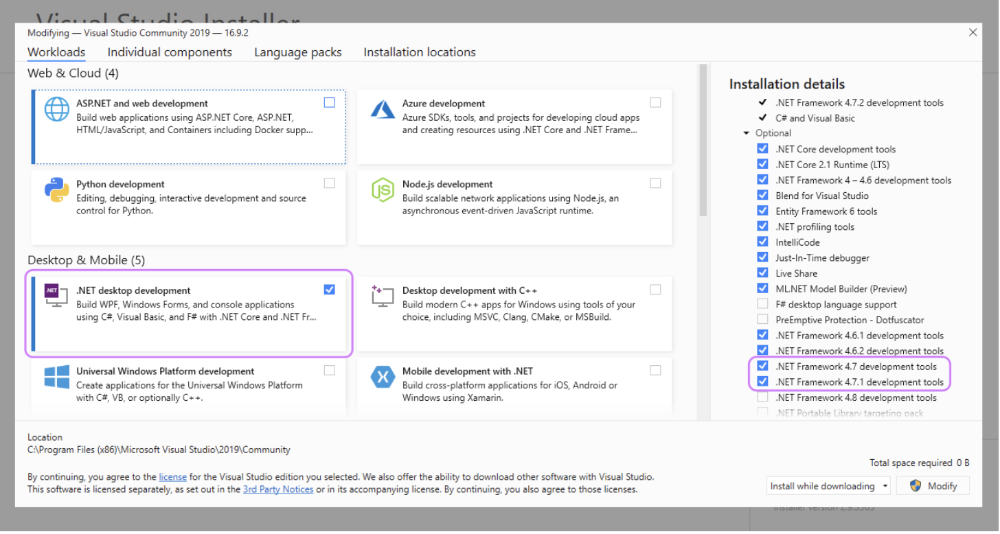 Visual Studio Installer
Modifying — Visual Studio Community 2019 — 16.9.2
Workloads
Individual components
Language packs
Installation locations
Web & Cloud (4)
ASP.NET and web development
Build web applications using ASP.NET Core, ASP.NET,
HTML/JavaScript, and Containers including Docker supp...
Azure development
Azure SDKs, tools, and projects for developing cloud apps
and creating resources using .NET Core and .NET Frame...
Python development
Editing, debugging, interactive development and source
control for Python.
JS
Node.js development
Build scalable network applications using Node.js, an
asynchronous event-driven JavaScript runtime.
Desktop & Mobile (5)
.NET
.NET desktop development
Build WPF, Windows Forms, and console applications
using C#, Visual Basic, and F# with .NET Core and .NET Fr...
Desktop development with C++
Build modern C++ apps for Windows using tools of your
choice, including MSVC, Clang, CMake, or MSBuild.
Universal Windows Platform development
Create applications for the Universal Windows Platform
with C#, VB, or optionally C++.
Mobile development with .NET
Build cross-platform applications for iOS, Android or
Windows using Xamarin.
Installation details
.NET Framework 4.7.2 development tools
C# and Visual Basic
Optional
.NET Core development tools
.NET Core 2.1 Runtime (LTS)
.NET Framework 4 – 4.6 development tools
Blend for Visual Studio
Entity Framework 6 tools
.NET profiling tools
IntelliCode
Just-In-Time debugger
Live Share
ML.NET Model Builder (Preview)
F# desktop language support
PreEmptive Protection - Dotfuscator
.NET Framework 4.6.1 development tools
.NET Framework 4.6.2 development tools
.NET Framework 4.7 development tools
.NET Framework 4.7.1 development tools
.NET Framework 4.8 development tools
.NET Portable Library targeting pack
Location
C:\Program Files (x86)\Microsoft Visual Studio\2019\Community
By continuing, you agree to the license for the Visual Studio edition you selected. We also offer the ability to download other software with Visual Studio.
This software is licensed separately, as set out in the 3rd Party Notices or in its accompanying license. By continuing, you also agree to those licenses.
Total space required 0 B
Install while downloading
Modify
Installer version